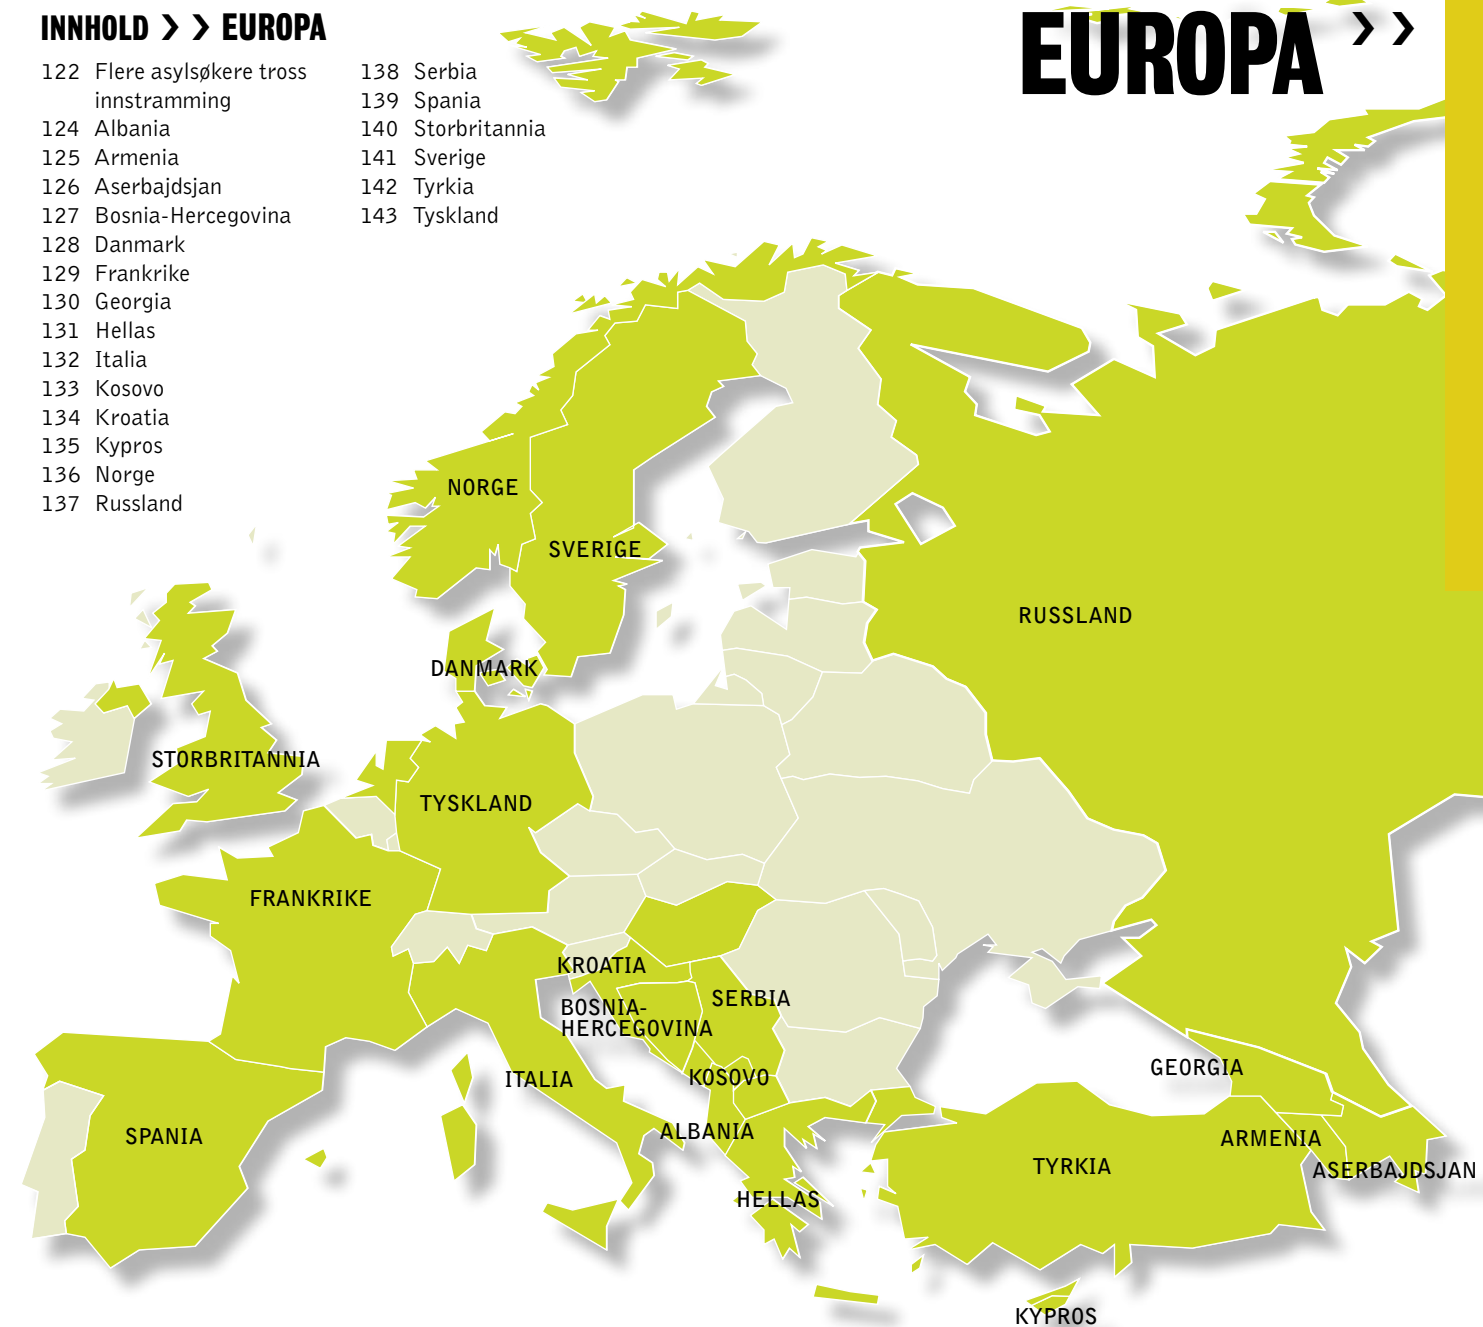 INNHOLD > > EUROPA
122 Flere asylsøkere tross
innstramming
124 Albania
125 Armenia
126 Aserbajdsjan
127 Bosnia-Hercegovina
128 Danmark
129 Frankrike
130 Georgia
131 Hellas
132 Italia
133 Kosovo
134 Kroatia
135 Kypros
136 Norge
137 Russland
138 Serbia
139 Spania
140 Storbritannia
141 Sverige
142 Tyrkia
143 Tyskland
EUROPA >>
NORGE
SVERIGE
RUSSLAND
DANMARK
STORBRITANNIA
TYSKLAND
FRANKRIKE
KROATIA
BOSNIA-
HERCEGOVINA
SERBIA
ITALIA
KOSOVO
GEORGIA
SPANIA
ALBANIA
ARMENIA
TYRKIA
ASERBAJDSJAN
HELLAS
KYPROS